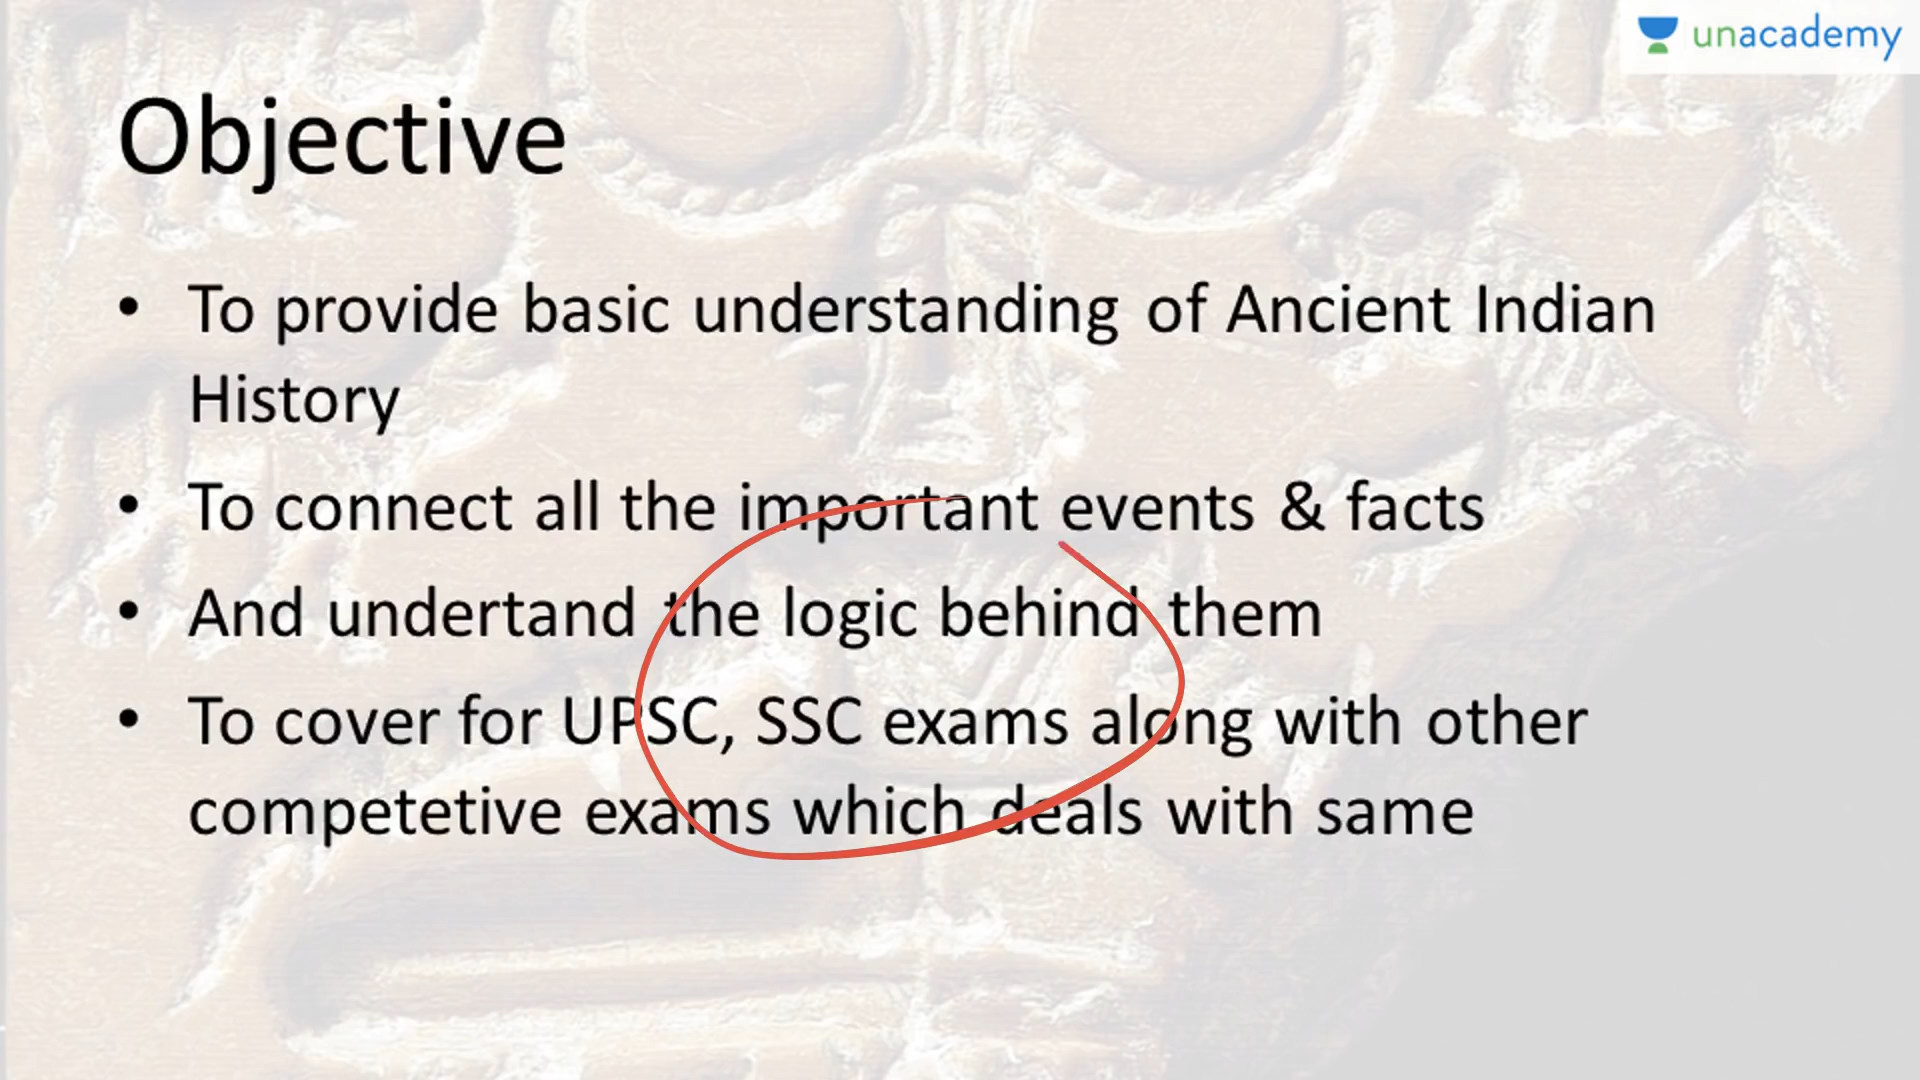 unacademy
Objective
• To provide basic understanding of Ancient Indian
History
• To connect all the important events & facts
• And undertand the logic behind them
• To cover for UPSC, SSC exams along with other
competetive exams which deals with same